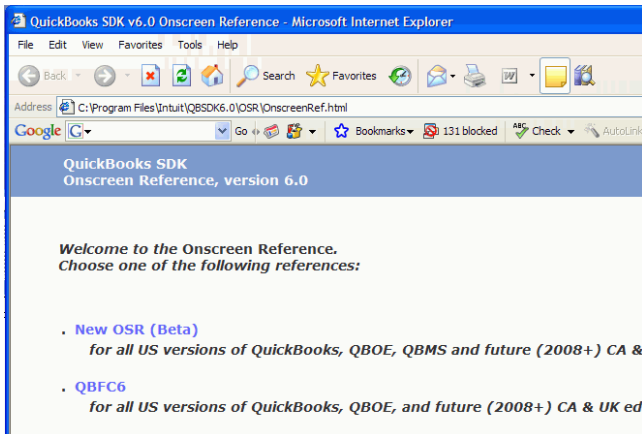 QuickBooks SDK v6.0 Onscreen Reference - Microsoft Internet Explorer
File Edit View Favorites Tools Help
Back Search Favorites
Address C:\Program Files\Intuit\QBSDK6.0\OSR\OnscreenRef.html
Google G Go Bookmarks 131 blocked ABC Check AutoLink
QuickBooks SDK
Onscreen Reference, version 6.0
Welcome to the Onscreen Reference.
Choose one of the following references:
. New OSR (Beta)
for all US versions of QuickBooks, QBOE, QBMS and future (2008+) CA &
. QBFC6
for all US versions of QuickBooks, QBOE, and future (2008+) CA & UK ed